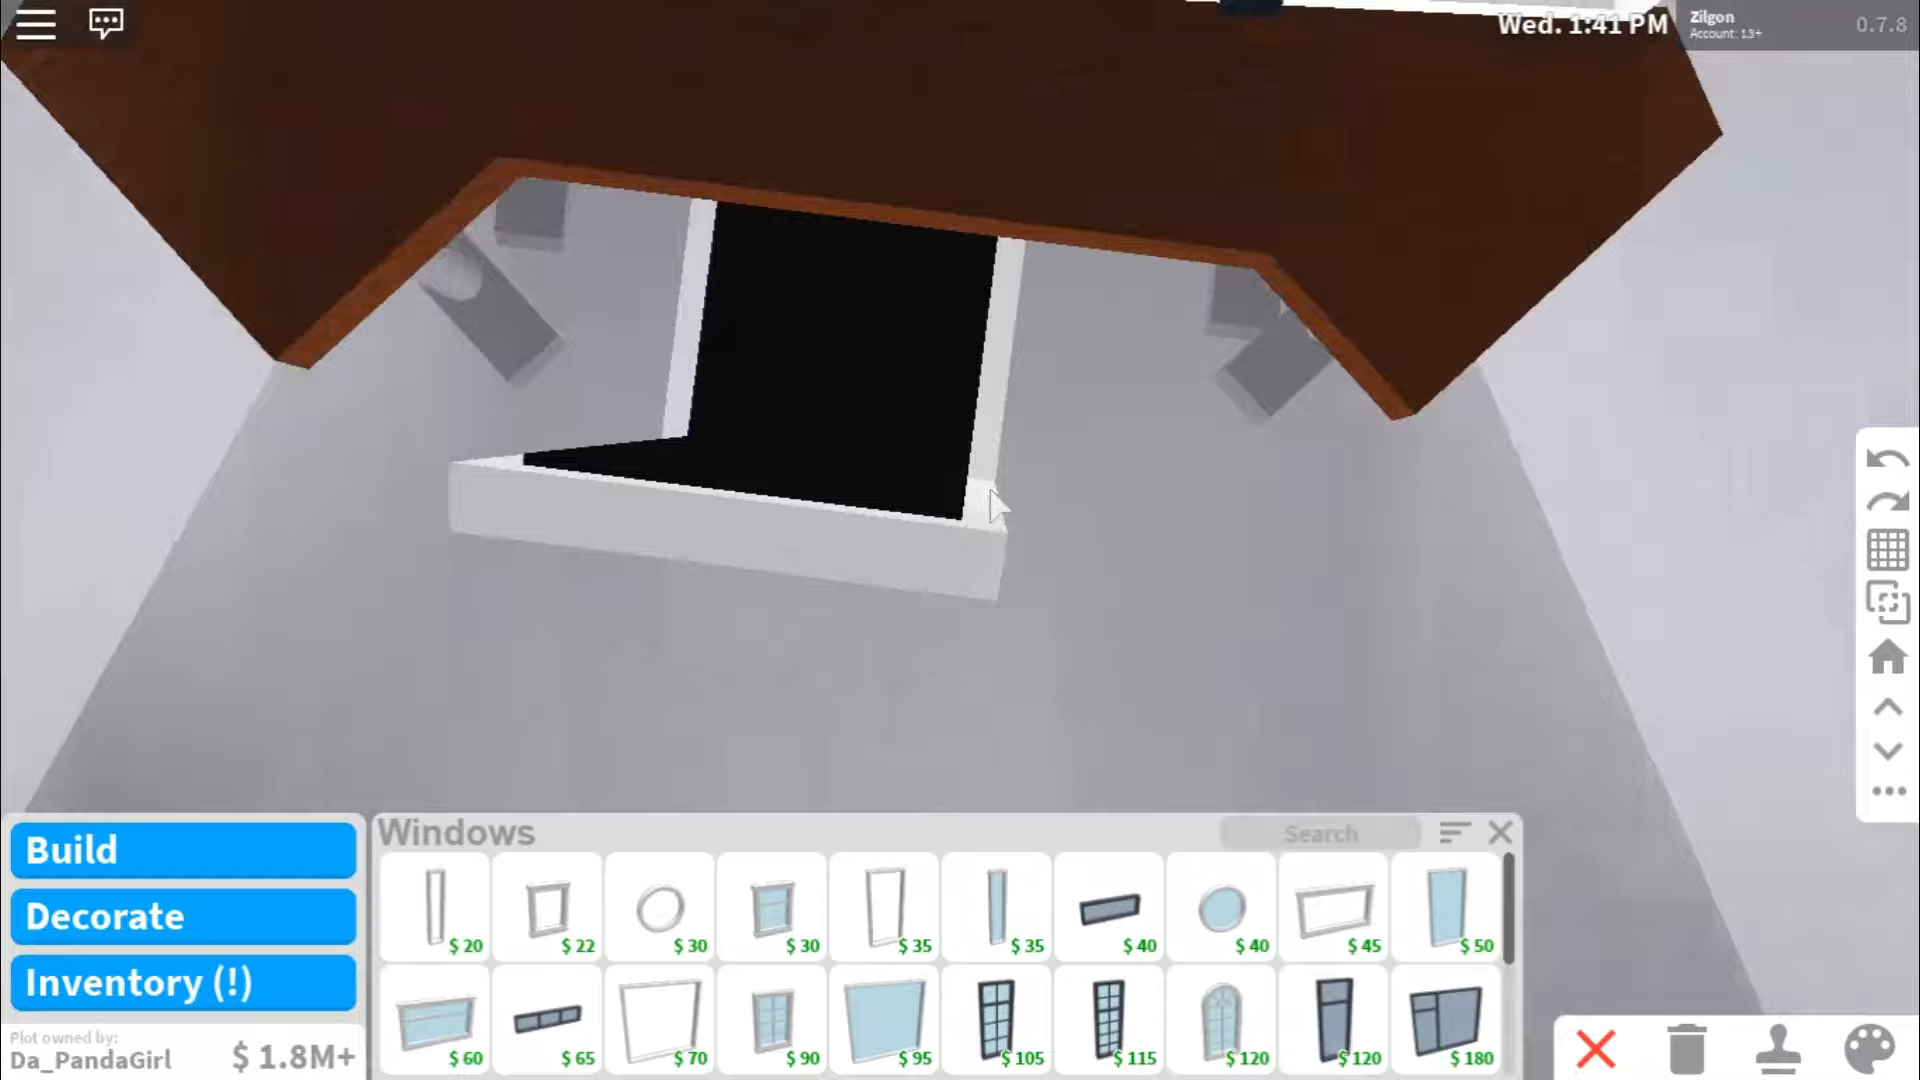 Wed. 1:41 PM
Zilgon
Account: 13+
0.7.8
Build
Decorate
Inventory (!)
Plot owned by:
Da_PandaGirl
$ 1.8M+
Windows
Search
$ 20
$ 22
$ 30
$ 30
$ 35
$ 35
$ 40
$ 40
$ 45
$ 50
$ 60
$ 65
$ 70
$ 90
$ 95
$ 105
$ 115
$ 120
$ 120
$ 180